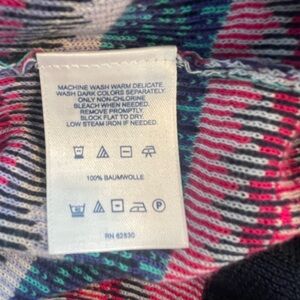 MACHINE WASH WARM DELICATE.
WASH DARK COLORS SEPARATELY.
ONLY NON-CHLORINE
BLEACH WHEN NEEDED.
REMOVE PROMPTLY.
BLOCK FLAT TO DRY.
LOW STEAM IRON IF NEEDED.
100% BAUMWOLLE
P
RN 62830